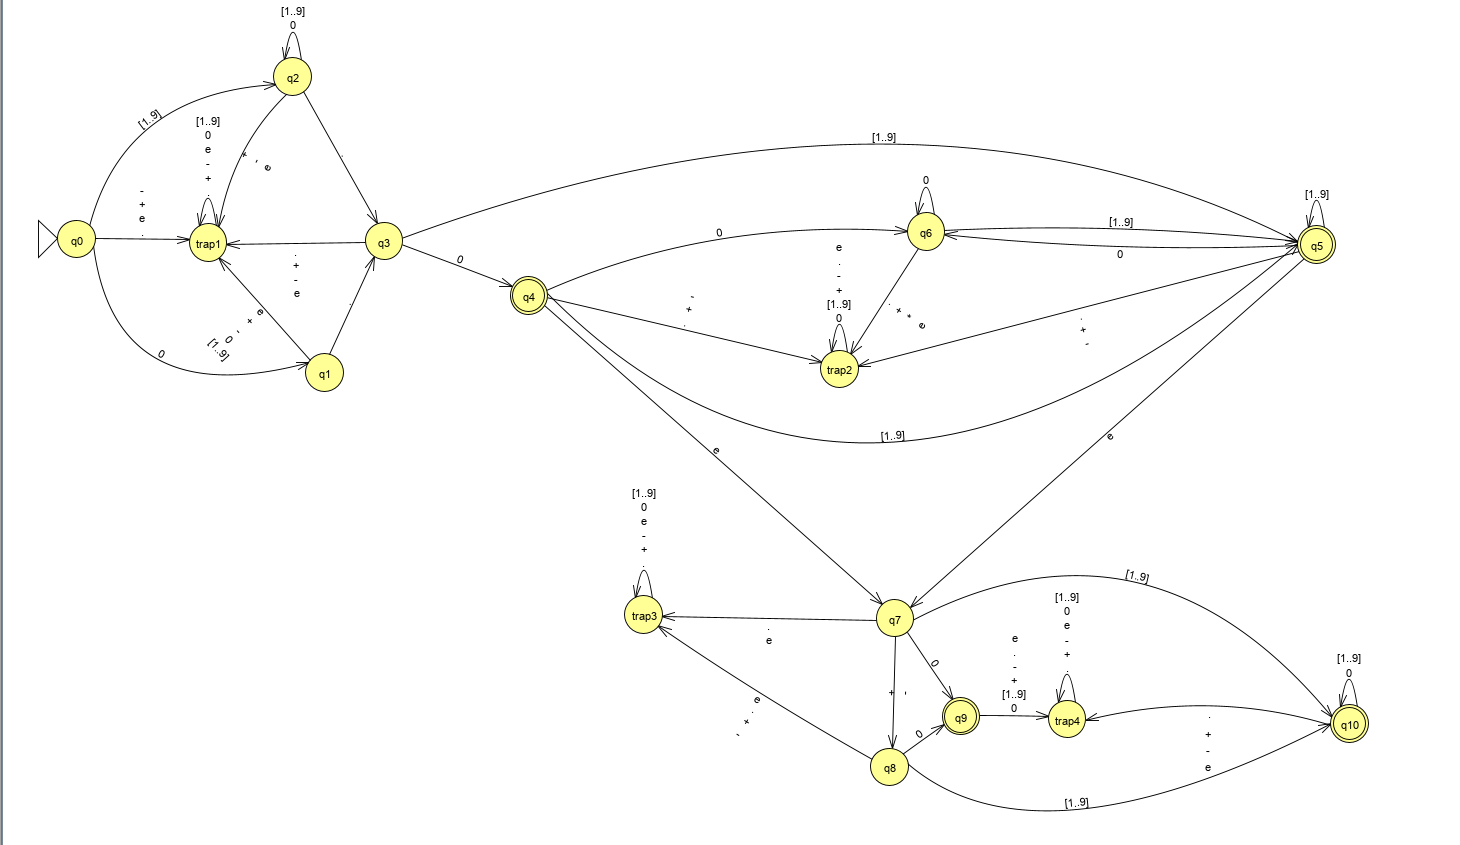 [1..9]
0
q2
[1..9]
[1..9]
0
e
-
+
.
+ - e
.
-
+
e
.
q0
trap1
q3
.
+
-
e
0
[1..9]
0 - + e
[1..9]
.
q1
0
q4
[1..9]
0
0
q6
[1..9]
0
[1..9]
q5
e
.
-
+
[1..9]
0
trap2
- + .
. + - e
. + -
[1..9]
e
e
[1..9]
0
e
-
+
.
trap3
.
e
q7
[1..9]
0
+ -
e
.
-
+
[1..9]
0
[1..9]
0
e
-
+
.
q9
trap4
[1..9]
0
q10
.
+
-
e
- + . e
0
q8
[1..9]